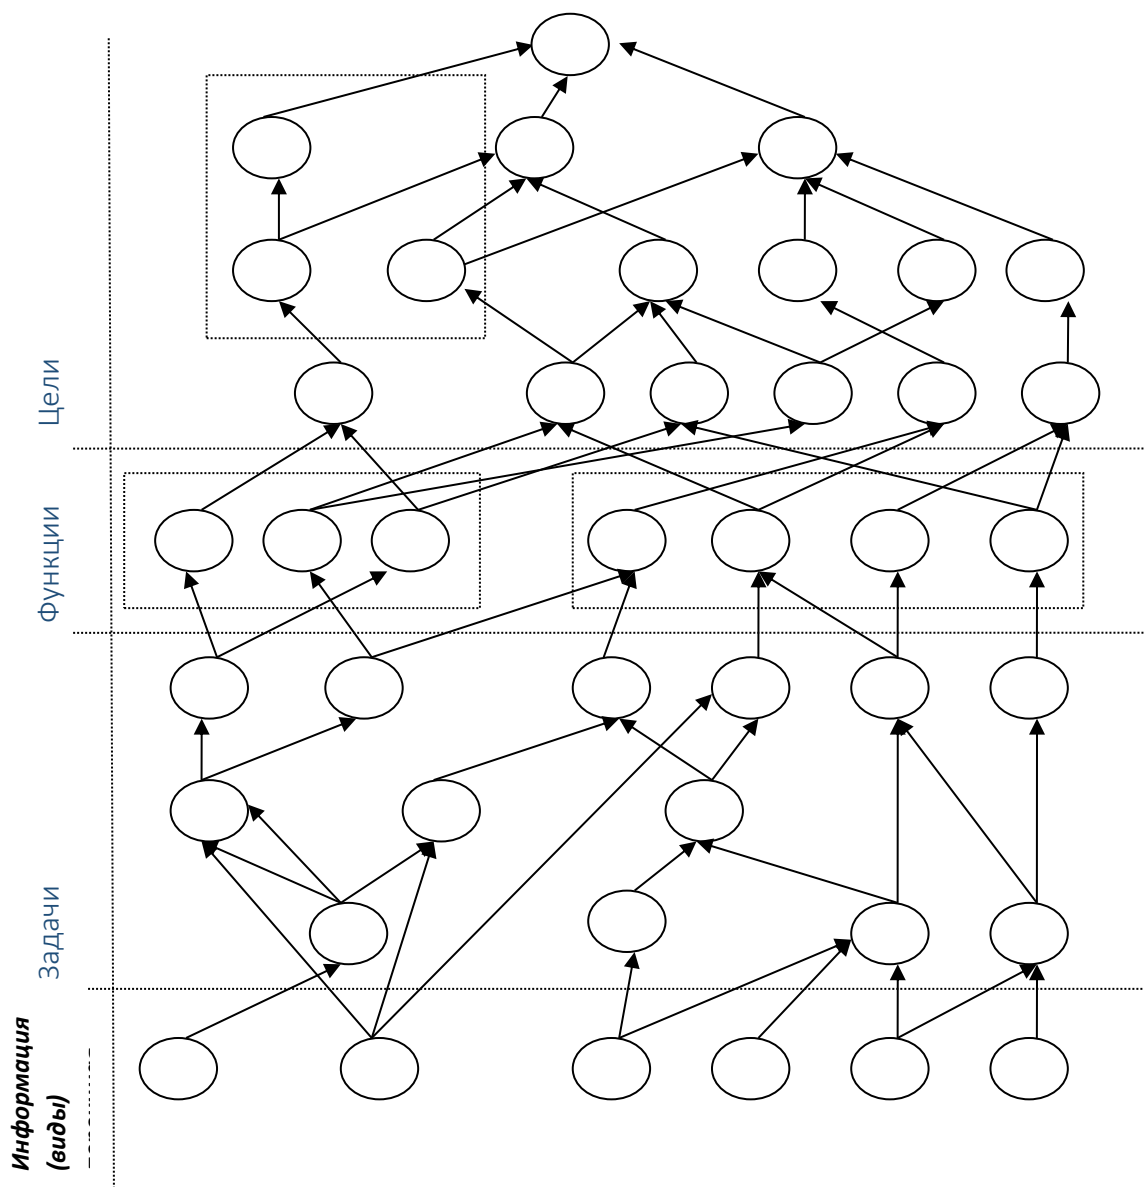 Цели
Функции
Задачи
Информация
(виды)